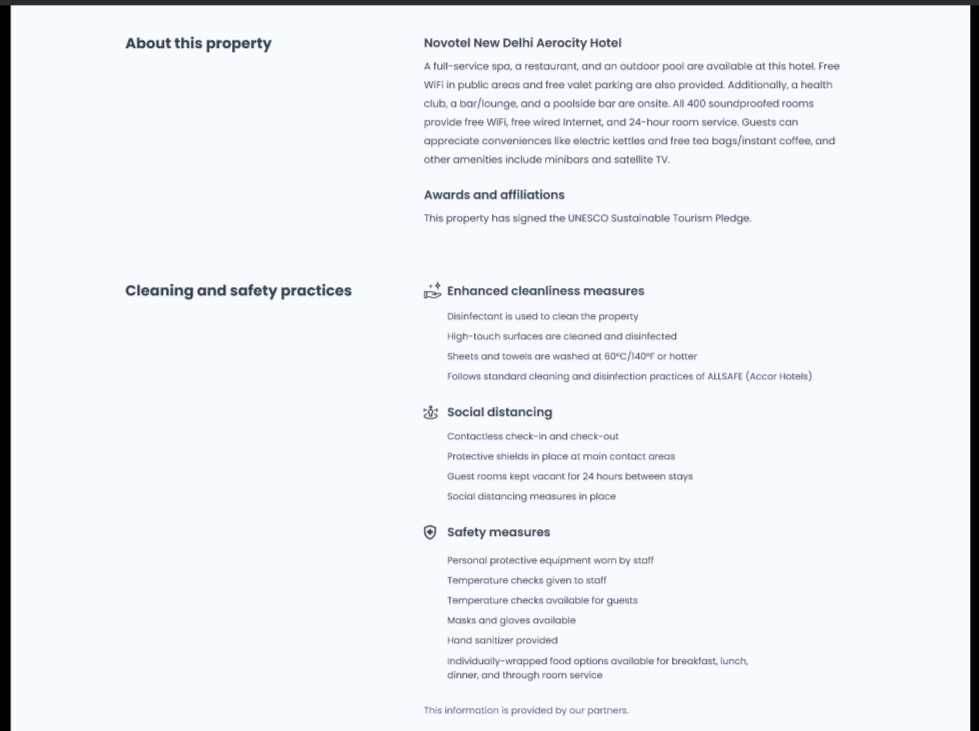 About this property
Novotel New Delhi Aerocity Hotel
A full-service spa, a restaurant, and an outdoor pool are available at this hotel. Free
WiFi in public areas and free valet parking are also provided. Additionally, a health
club, a bar/lounge, and a poolside bar are onsite. All 400 soundproofed rooms
provide free WiFi, free wired Internet, and 24-hour room service. Guests can
appreciate conveniences like electric kettles and free tea bags/instant coffee, and
other amenities include minibars and satellite TV.
Awards and affiliations
This property has signed the UNESCO Sustainable Tourism Pledge.
Cleaning and safety practices
Enhanced cleanliness measures
Disinfectant is used to clean the property
High-touch surfaces are cleaned and disinfected
Sheets and towels are washed at 60°C/140°F or hotter
Follows standard cleaning and disinfection practices of ALLSAFE (Accor Hotels)
Social distancing
Contactless check-in and check-out
Protective shields in place at main contact areas
Guest rooms kept vacant for 24 hours between stays
Social distancing measures in place
Safety measures
Personal protective equipment worn by staff
Temperature checks given to staff
Temperature checks available for guests
Masks and gloves available
Hand sanitizer provided
Individually-wrapped food options available for breakfast, lunch,
dinner, and through room service
This information is provided by our partners.